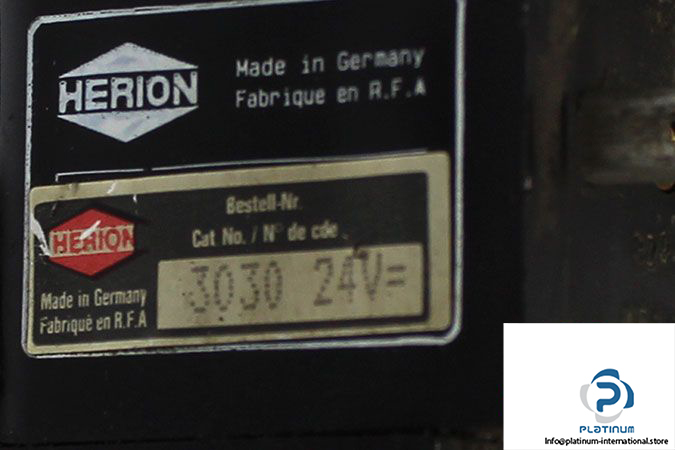 HERION
Made in Germany
Fabrique en R.F.A
Bestell-Nr.
Cat No. / N° de cde
HERION
3030 24V=
Made in Germany
Fabriqué en R.F.A
PLATINUM
Info@platinum-international.store